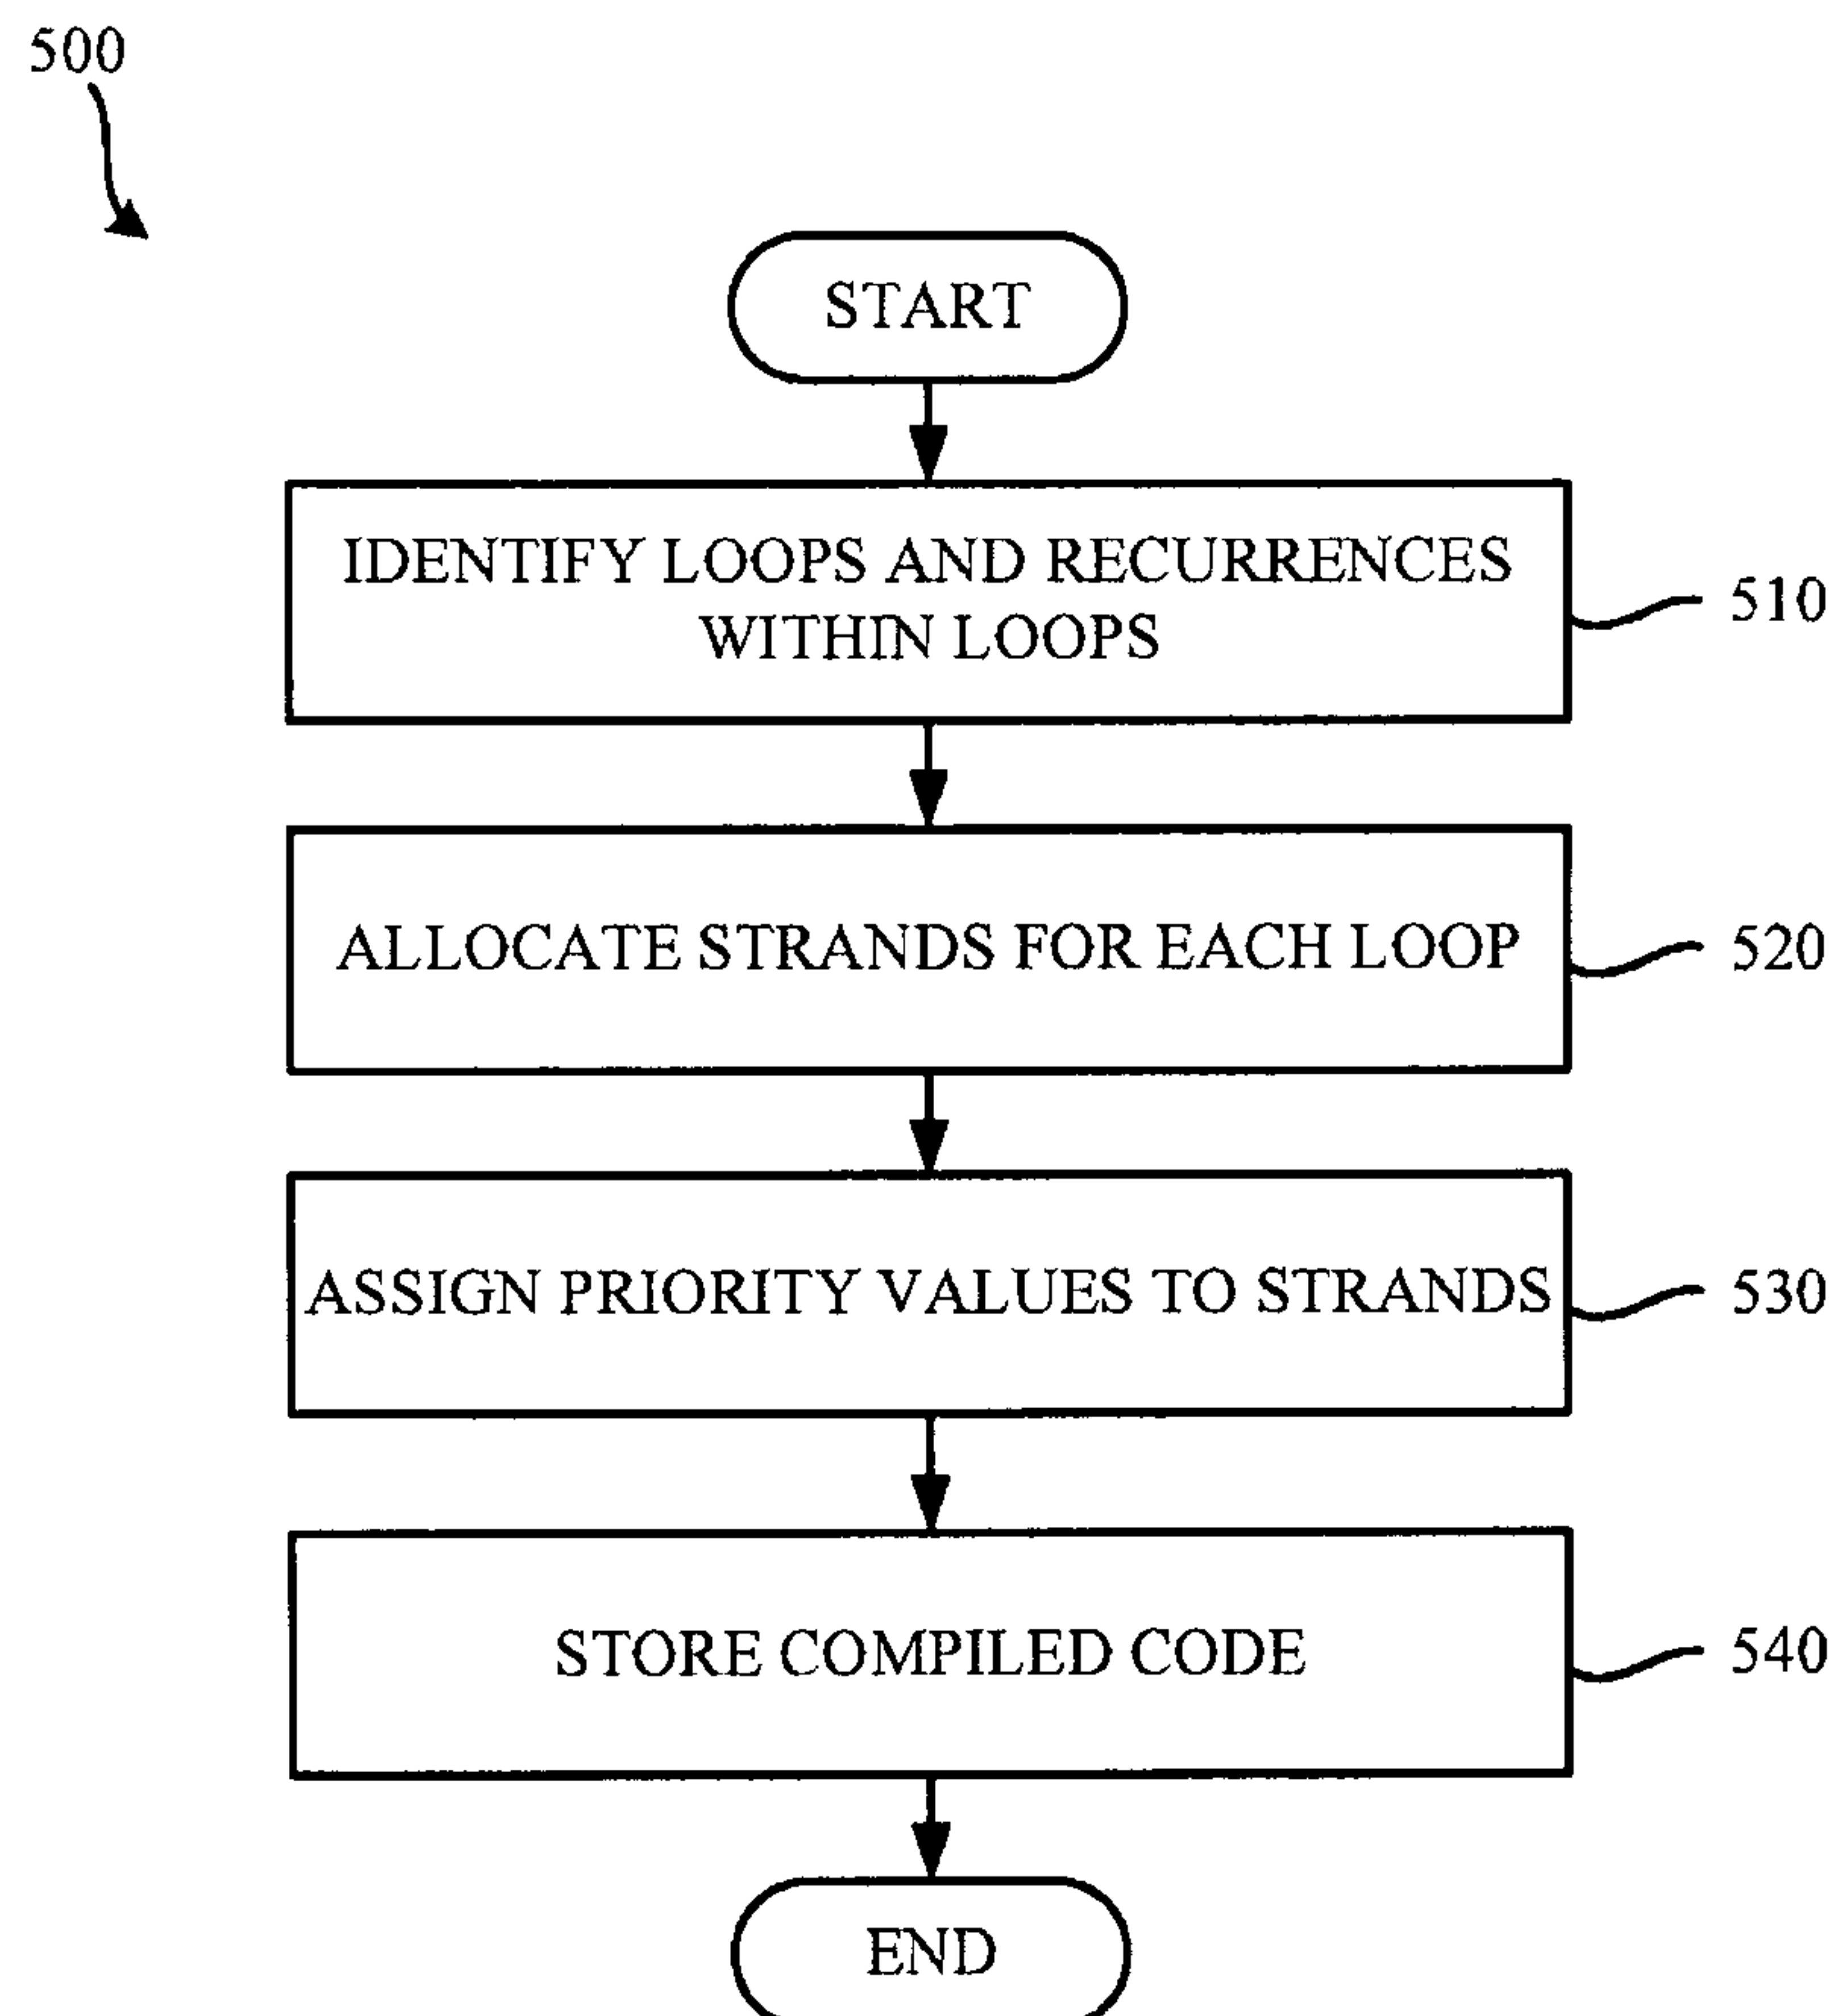 500
START
IDENTIFY LOOPS AND RECURRENCES
WITHIN LOOPS
510
ALLOCATE STRANDS FOR EACH LOOP
520
ASSIGN PRIORITY VALUES TO STRANDS
530
STORE COMPILED CODE
540
END